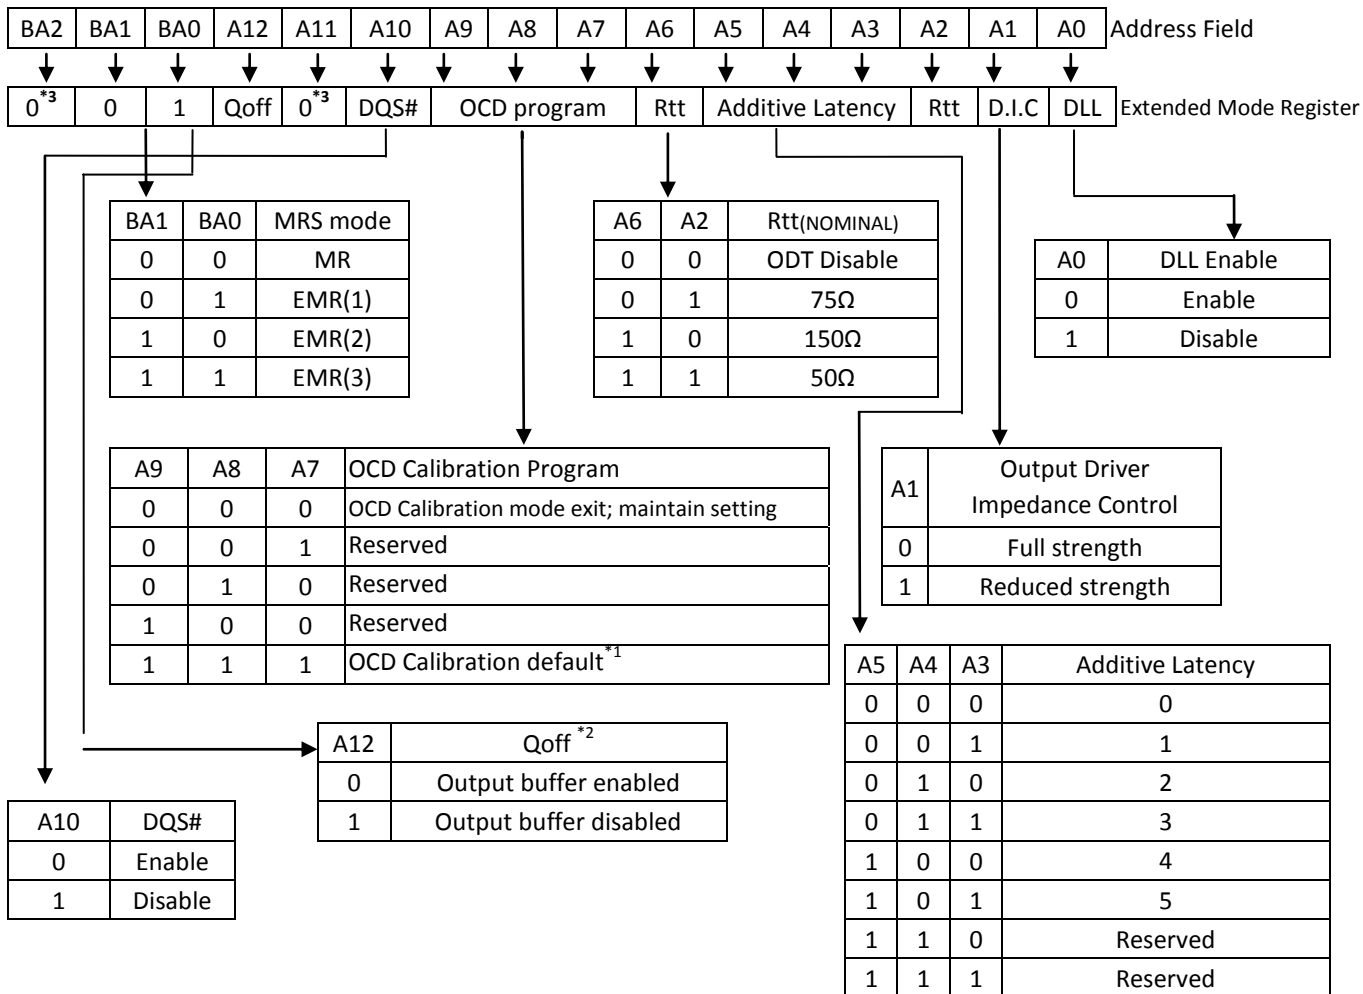 BA2 BA1 BA0 A12 A11 A10 A9 A8 A7 A6 A5 A4 A3 A2 A1 A0 Address Field
0*3 0 1 Qoff 0*3 DQS# OCD program Rtt Additive Latency Rtt D.I.C DLL Extended Mode Register
BA1 BA0 MRS mode
0 0 MR
0 1 EMR(1)
1 0 EMR(2)
1 1 EMR(3)
A6 A2 Rtt(NOMINAL)
0 0 ODT Disable
0 1 75Ω
1 0 150Ω
1 1 50Ω
A0 DLL Enable
0 Enable
1 Disable
A9 A8 A7 OCD Calibration Program
0 0 0 OCD Calibration mode exit; maintain setting
0 0 1 Reserved
0 1 0 Reserved
1 0 0 Reserved
1 1 1 OCD Calibration default*1
A1 Output Driver
Impedance Control
0 Full strength
1 Reduced strength
A5 A4 A3 Additive Latency
0 0 0 0
0 0 1 1
0 1 0 2
0 1 1 3
1 0 0 4
1 0 1 5
1 1 0 Reserved
1 1 1 Reserved
A12 Qoff *2
0 Output buffer enabled
1 Output buffer disabled
A10 DQS#
0 Enable
1 Disable